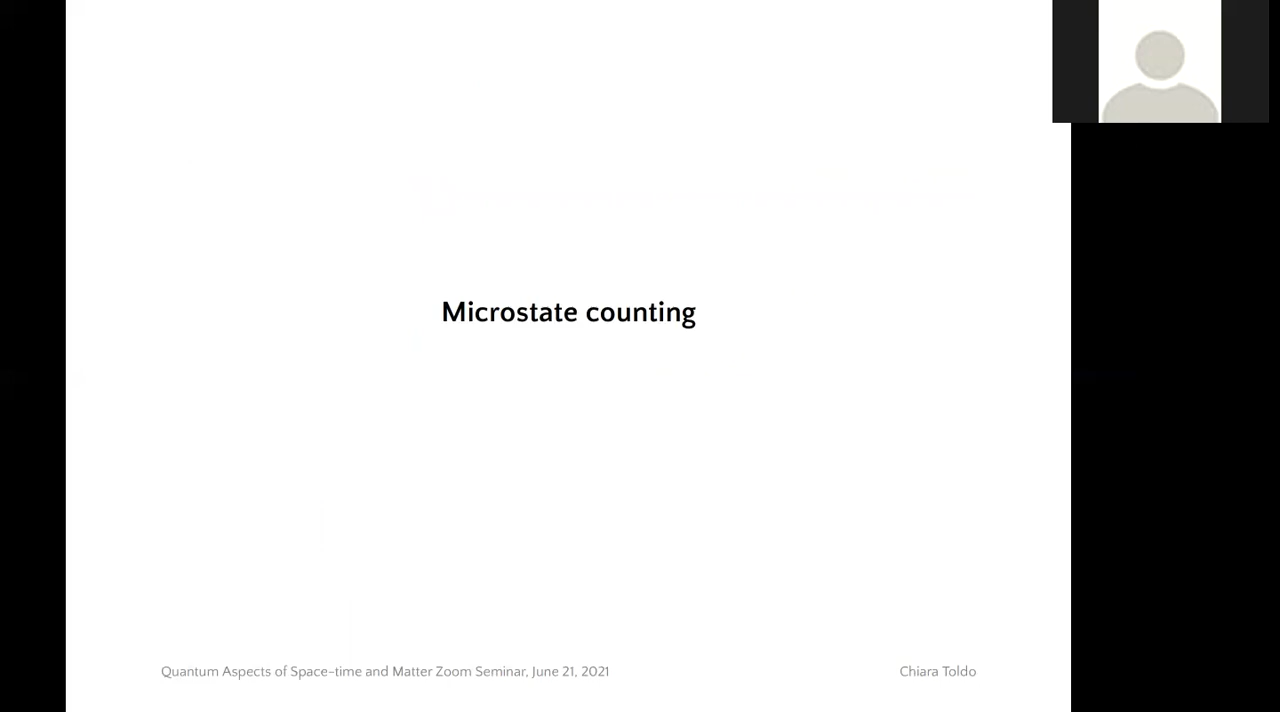 Microstate counting
Quantum Aspects of Space-time and Matter Zoom Seminar, June 21, 2021
Chiara Toldo